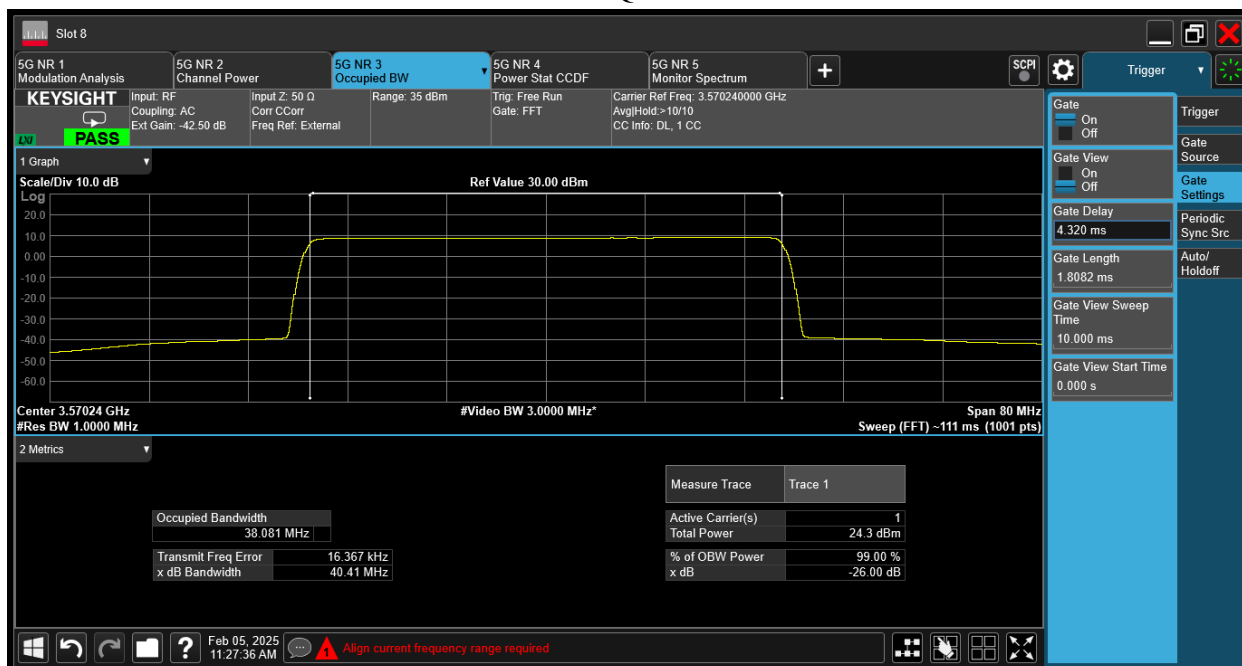 Slot 8
5G NR 1
Modulation Analysis
5G NR 2
Channel Power
5G NR 3
Occupied BW
5G NR 4
Power Stat CCDF
5G NR 5
Monitor Spectrum
SCPI
Trigger
KEYSIGHT
LXI
PASS
Input: RF
Coupling: AC
Ext Gain: -42.50 dB
Input Z: 50 Ω
Corr CCorr
Freq Ref: External
Range: 35 dBm
Trig: Free Run
Gate: FFT
Carrier Ref Freq: 3.570240000 GHz
Avg|Hold:>10/10
CC Info: DL, 1 CC
1 Graph
Scale/Div 10.0 dB
Ref Value 30.00 dBm
Log
20.0
10.0
0.00
-10.0
-20.0
-30.0
-40.0
-50.0
-60.0
Center 3.57024 GHz
#Video BW 3.0000 MHz*
Span 80 MHz
#Res BW 1.0000 MHz
Sweep (FFT) ~111 ms (1001 pts)
2 Metrics
Measure Trace Trace 1
Occupied Bandwidth
38.081 MHz
Active Carrier(s) 1
Total Power 24.3 dBm
Transmit Freq Error 16.367 kHz
% of OBW Power 99.00 %
x dB Bandwidth 40.41 MHz
x dB -26.00 dB
Gate
On
Off
Gate View
On
Off
Gate Delay
4.320 ms
Gate Length
1.8082 ms
Gate View Sweep
Time
10.000 ms
Gate View Start Time
0.000 s
Trigger
Gate
Source
Gate
Settings
Periodic
Sync Src
Auto/
Holdoff
Feb 05, 2025
11:27:36 AM
1
Align current frequency range required